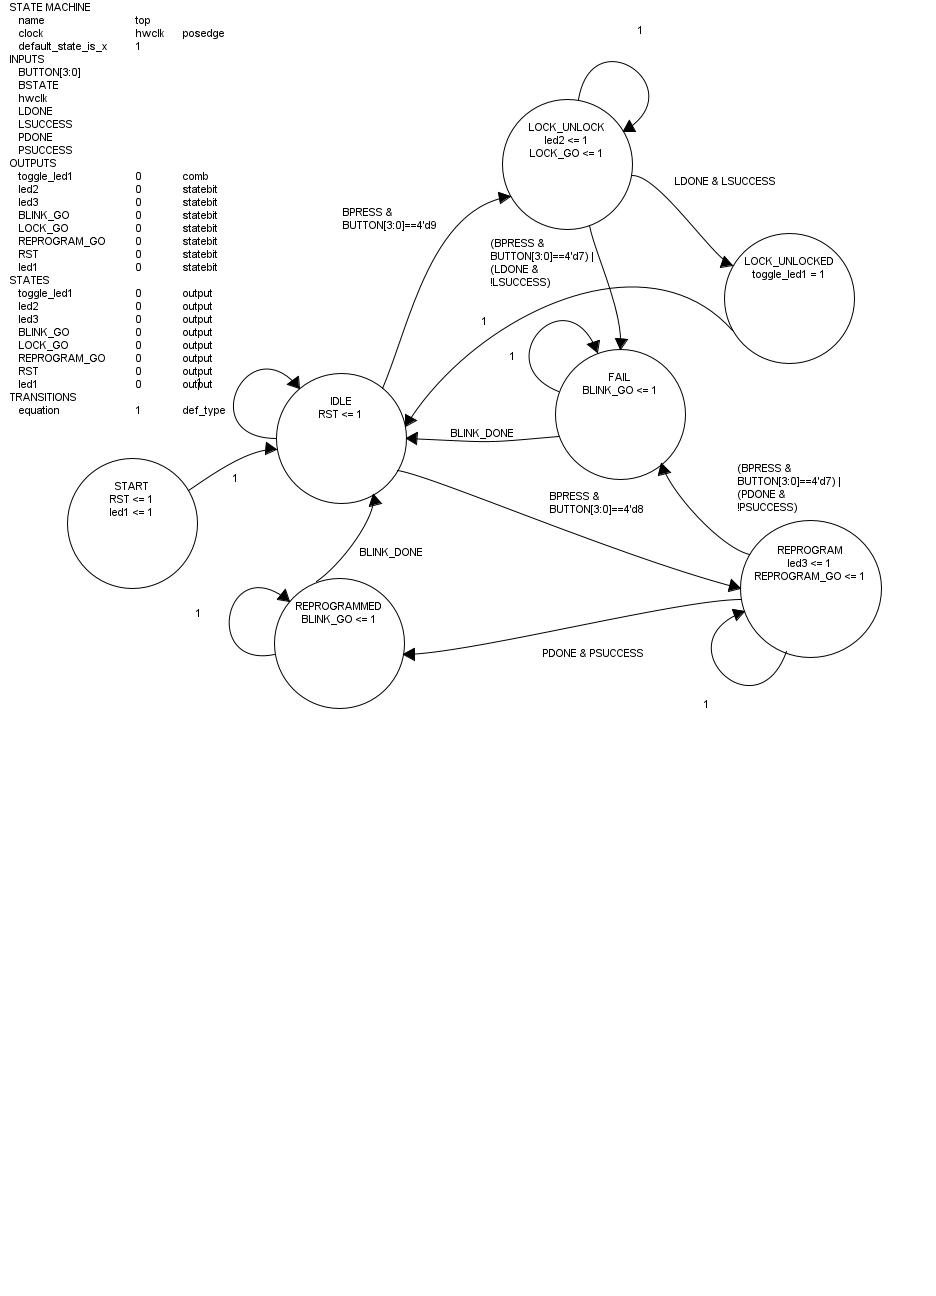 STATE MACHINE
name top
clock hwclk posedge
default_state_is_x 1
INPUTS
BUTTON[3:0]
BSTATE
hwclk
LDONE
LSUCCESS
PDONE
PSUCCESS
OUTPUTS
toggle_led1 0 comb
led2 0 statebit
led3 0 statebit
BLINK_GO 0 statebit
LOCK_GO 0 statebit
REPROGRAM_GO 0 statebit
RST 0 statebit
led1 0 statebit
STATES
toggle_led1 0 output
led2 0 output
led3 0 output
BLINK_GO 0 output
LOCK_GO 0 output
REPROGRAM_GO 0 output
RST 0 output
led1 0 output
TRANSITIONS
equation 1 def_type
1
LOCK_UNLOCK
led2 <= 1
LOCK_GO <= 1
LDONE & LSUCCESS
BPRESS &
BUTTON[3:0]==4'd9
(BPRESS &
BUTTON[3:0]==4'd7) |
(LDONE &
!LSUCCESS)
LOCK_UNLOCKED
toggle_led1 = 1
1
1
FAIL
BLINK_GO <= 1
1
IDLE
RST <= 1
BLINK_DONE
1
START
RST <= 1
led1 <= 1
BPRESS &
BUTTON[3:0]==4'd8
(BPRESS &
BUTTON[3:0]==4'd7) |
(PDONE &
!PSUCCESS)
BLINK_DONE
REPROGRAM
led3 <= 1
REPROGRAM_GO <= 1
1
REPROGRAMMED
BLINK_GO <= 1
PDONE & PSUCCESS
1